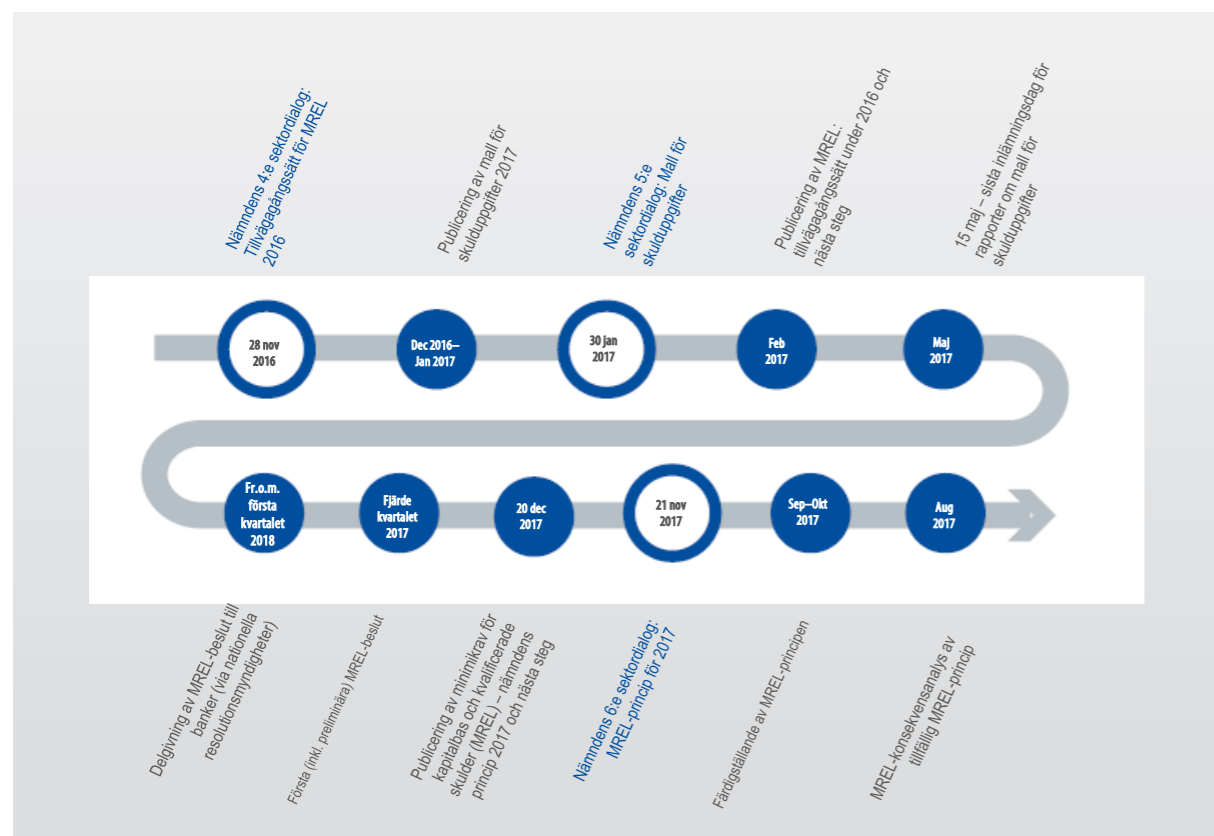 Nämndens 4:e sektordialog:
Tillvägagångssätt för MREL
2016
Publicering av mall för
skulduppgifter 2017
Nämndens 5:e
sektordialog: Mall för
skulduppgifter
Publicering av MREL:
tillvägagångssätt under 2016 och
nästa steg
15 maj – sista inlämningsdag för
rapporter om mall för
skulduppgifter
28 nov
2016
Dec 2016–
Jan 2017
30 jan
2017
Feb
2017
Maj
2017
Fr.o.m.
första
kvartalet
2018
Fjärde
kvartalet
2017
20 dec
2017
21 nov
2017
Sep–Okt
2017
Aug
2017
Delgivning av MREL-beslut till
banker (via nationella
resolutionsmyndigheter)
Första (inkl. preliminära) MREL-beslut
Publicering av minimikrav för
kapitalbas och kvalificerade
skulder (MREL) – nämndens
princip 2017 och nästa steg
Nämndens 6:e sektordialog:
MREL-princip för 2017
Färdigställande av MREL-principen
MREL-konsekvensanalys av
tillfällig MREL-princip